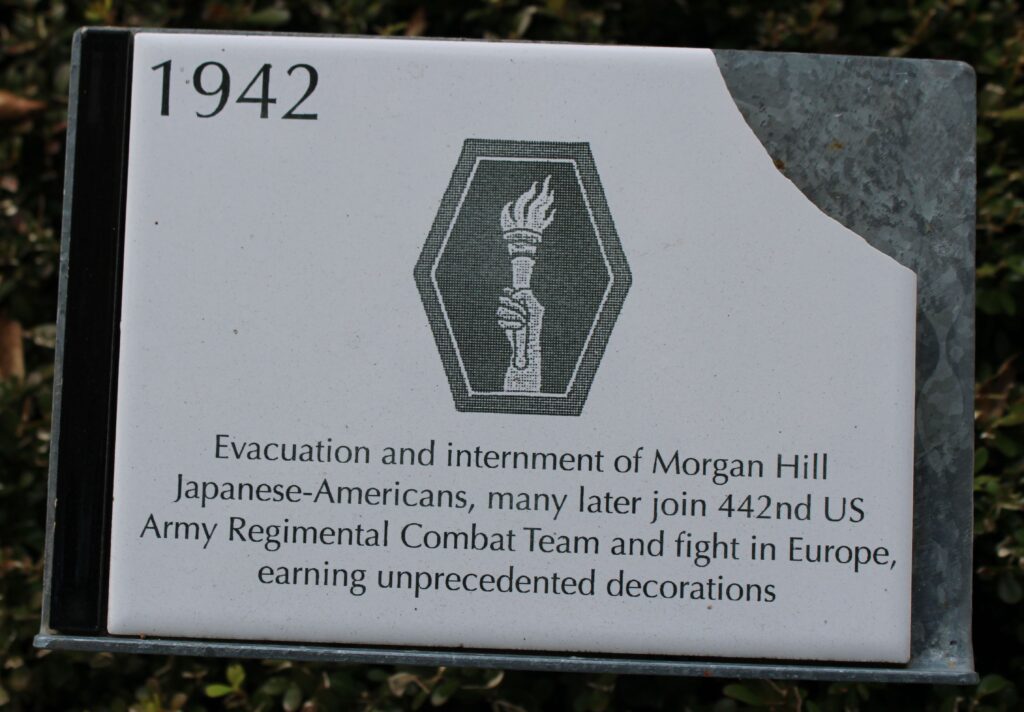 1942
Evacuation and internment of Morgan Hill
Japanese-Americans, many later join 442nd US
Army Regimental Combat Team and fight in Europe,
earning unprecedented decorations